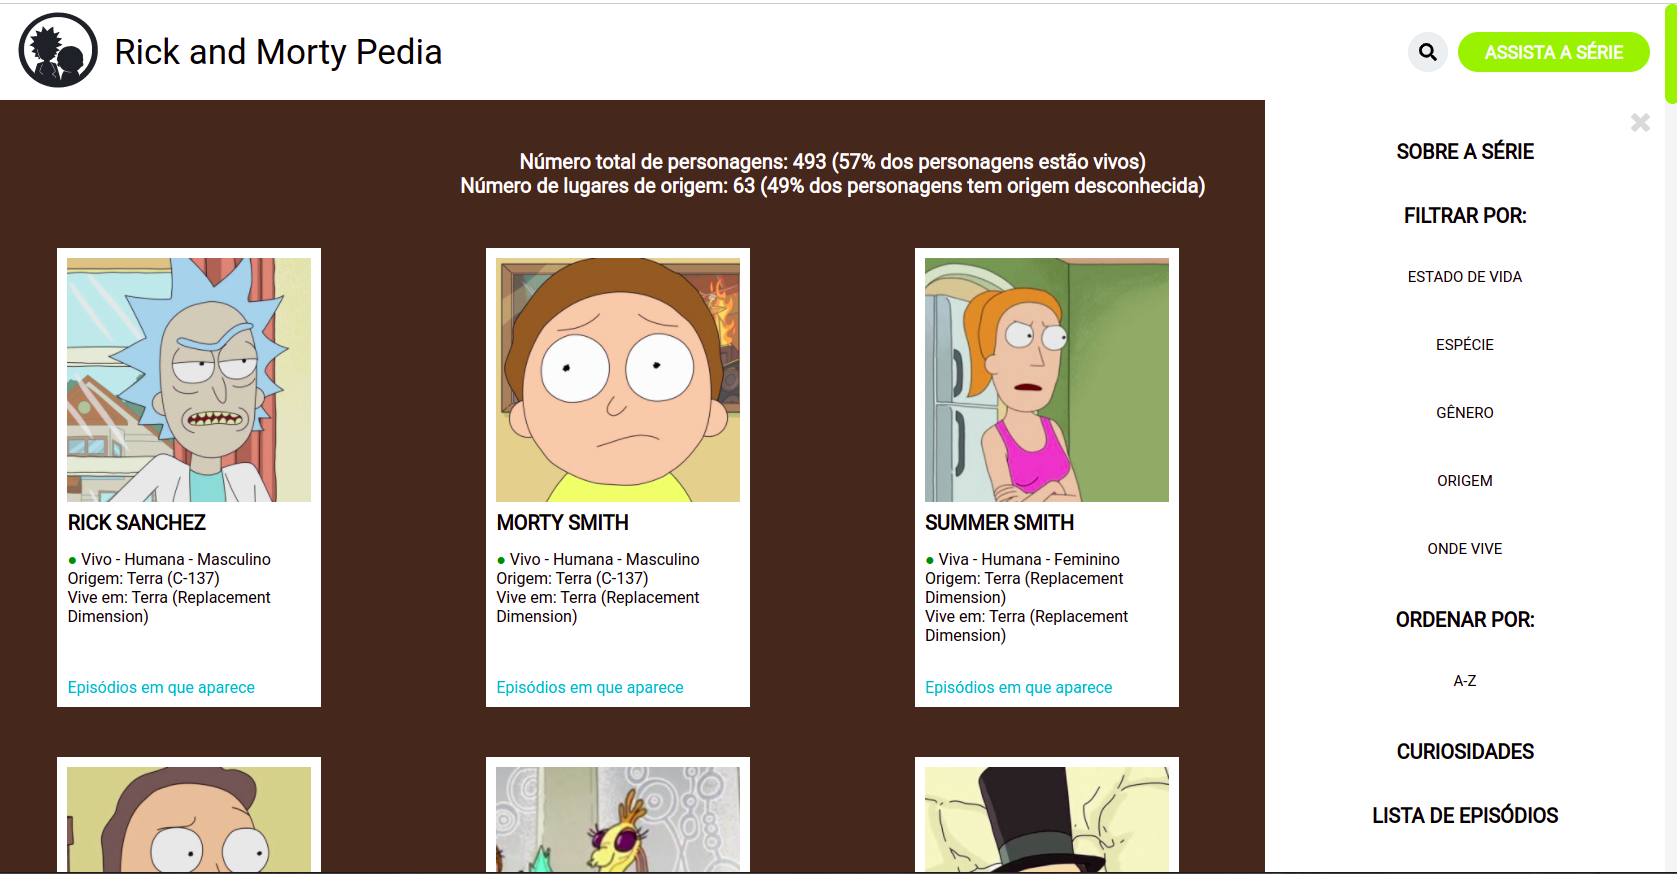 Rick and Morty Pedia
ASSISTA A SÉRIE
Número total de personagens: 493 (57% dos personagens estão vivos)
Número de lugares de origem: 63 (49% dos personagens tem origem desconhecida)
RICK SANCHEZ
● Vivo - Humana - Masculino
Origem: Terra (C-137)
Vive em: Terra (Replacement
Dimension)
Episódios em que aparece
MORTY SMITH
● Vivo - Humana - Masculino
Origem: Terra (C-137)
Vive em: Terra (Replacement
Dimension)
Episódios em que aparece
SUMMER SMITH
● Viva - Humana - Feminino
Origem: Terra (Replacement
Dimension)
Vive em: Terra (Replacement
Dimension)
Episódios em que aparece
SOBRE A SÉRIE
FILTRAR POR:
ESTADO DE VIDA
ESPÉCIE
GÊNERO
ORIGEM
ONDE VIVE
ORDENAR POR:
A-Z
CURIOSIDADES
LISTA DE EPISÓDIOS